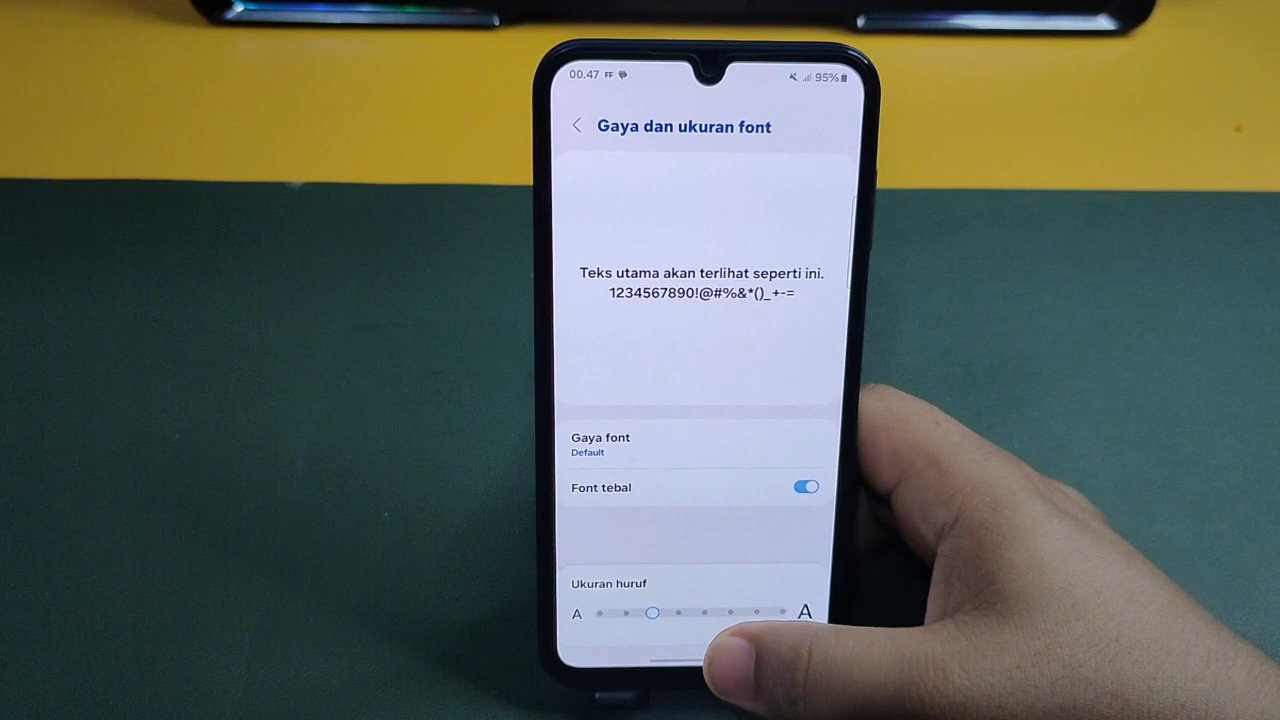 00.47 FF 95%
Gaya dan ukuran font
Teks utama akan terlihat seperti ini.
1234567890!@#%&*()_+-=
Gaya font
Default
Font tebal
Ukuran huruf
A A